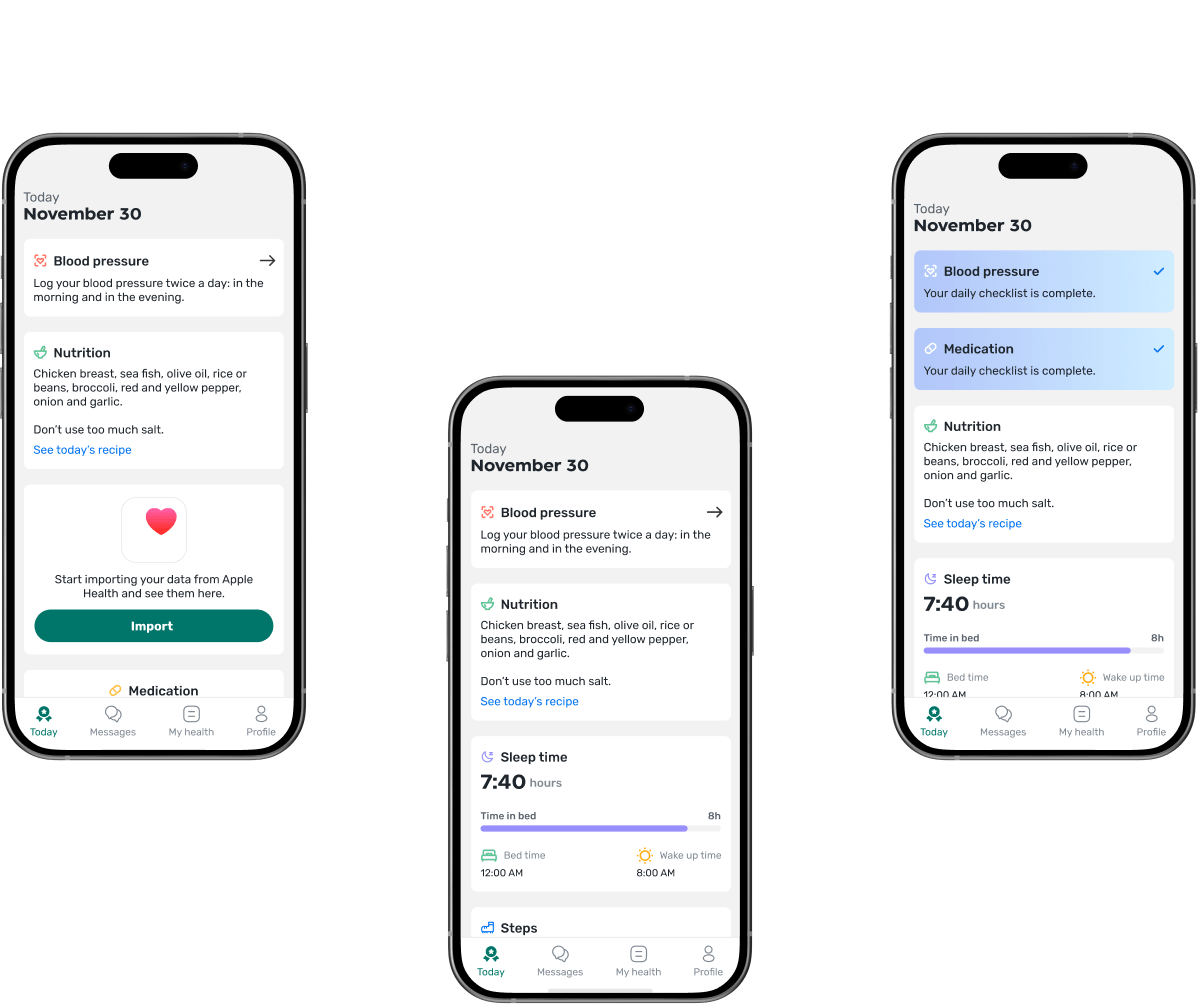 Today
November 30
Blood pressure
Log your blood pressure twice a day: in the
morning and in the evening.
Nutrition
Chicken breast, sea fish, olive oil, rice or
beans, broccoli, red and yellow pepper,
onion and garlic.
Don't use too much salt.
See today's recipe
Start importing your data from Apple
Health and see them here.
Import
Medication
Today
Messages
My health
Profile
Today
November 30
Blood pressure
Log your blood pressure twice a day: in the
morning and in the evening.
Nutrition
Chicken breast, sea fish, olive oil, rice or
beans, broccoli, red and yellow pepper,
onion and garlic.
Don't use too much salt.
See today's recipe
Sleep time
7:40 hours
Time in bed 8h
Bed time Wake up time
12:00 AM 8:00 AM
Steps
Today
Messages
My health
Profile
Today
November 30
Blood pressure
Your daily checklist is complete.
Medication
Your daily checklist is complete.
Nutrition
Chicken breast, sea fish, olive oil, rice or
beans, broccoli, red and yellow pepper,
onion and garlic.
Don't use too much salt.
See today's recipe
Sleep time
7:40 hours
Time in bed 8h
Bed time Wake up time
12:00 AM 8:00 AM
Today
Messages
My health
Profile